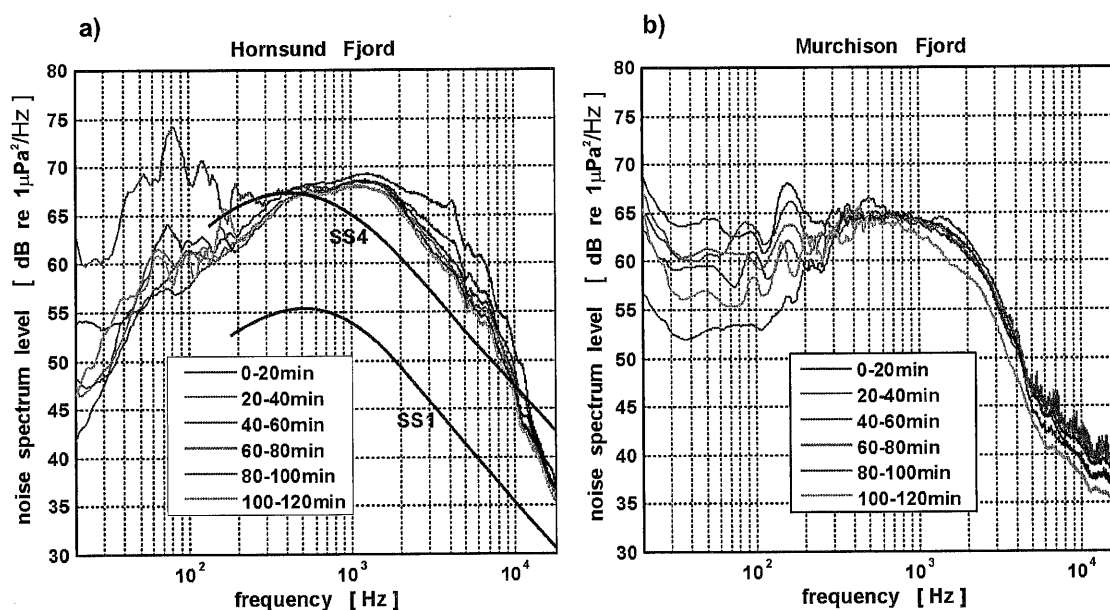 a)
Hornsund Fjord
noise spectrum level [ dB re 1µPa²/Hz ]
80
75
70
65
60
55
50
45
40
35
30
SS4
SS1
0-20min
20-40min
40-60min
60-80min
80-100min
100-120min
10²
10³
10⁴
frequency [ Hz ]
b)
Murchison Fjord
noise spectrum level [ dB re 1µPa²/Hz ]
80
75
70
65
60
55
50
45
40
35
30
0-20min
20-40min
40-60min
60-80min
80-100min
100-120min
10²
10³
10⁴
frequency [ Hz ]